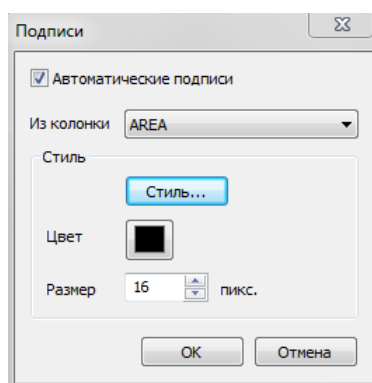 Подписи
Автоматические подписи
Из колонки AREA
Стиль
Стиль...
Цвет
Размер 16 пикс.
OK Отмена